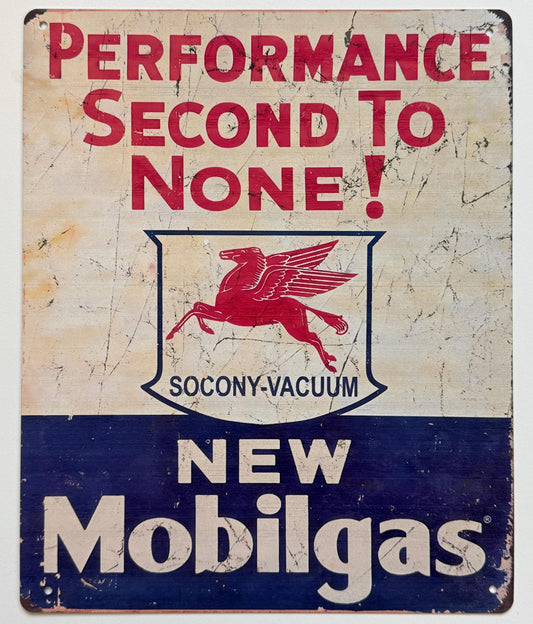 PERFORMANCE
SECOND TO
NONE!
SOCONY-VACUUM
NEW
Mobilgas®